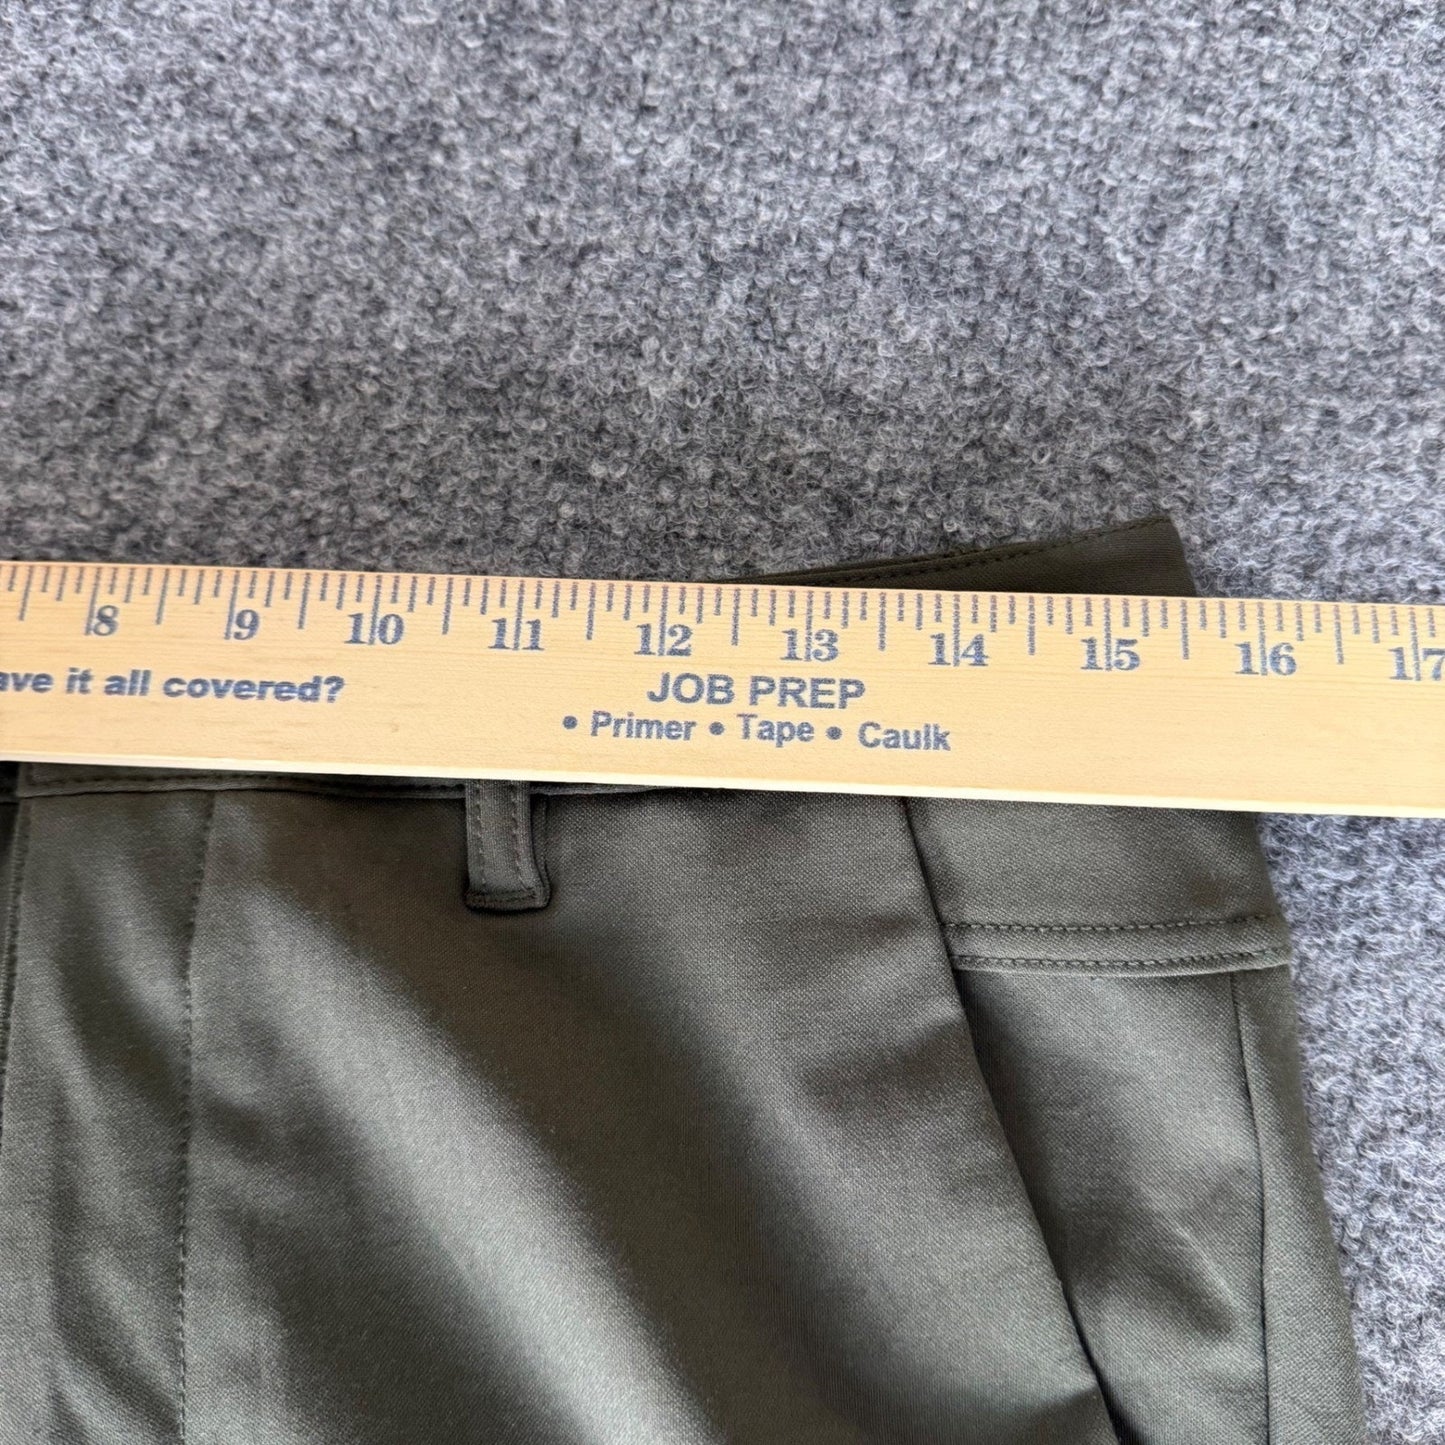 8 9 10 11 12 13 14 15 16 17
ave it all covered? JOB PREP
• Primer • Tape • Caulk